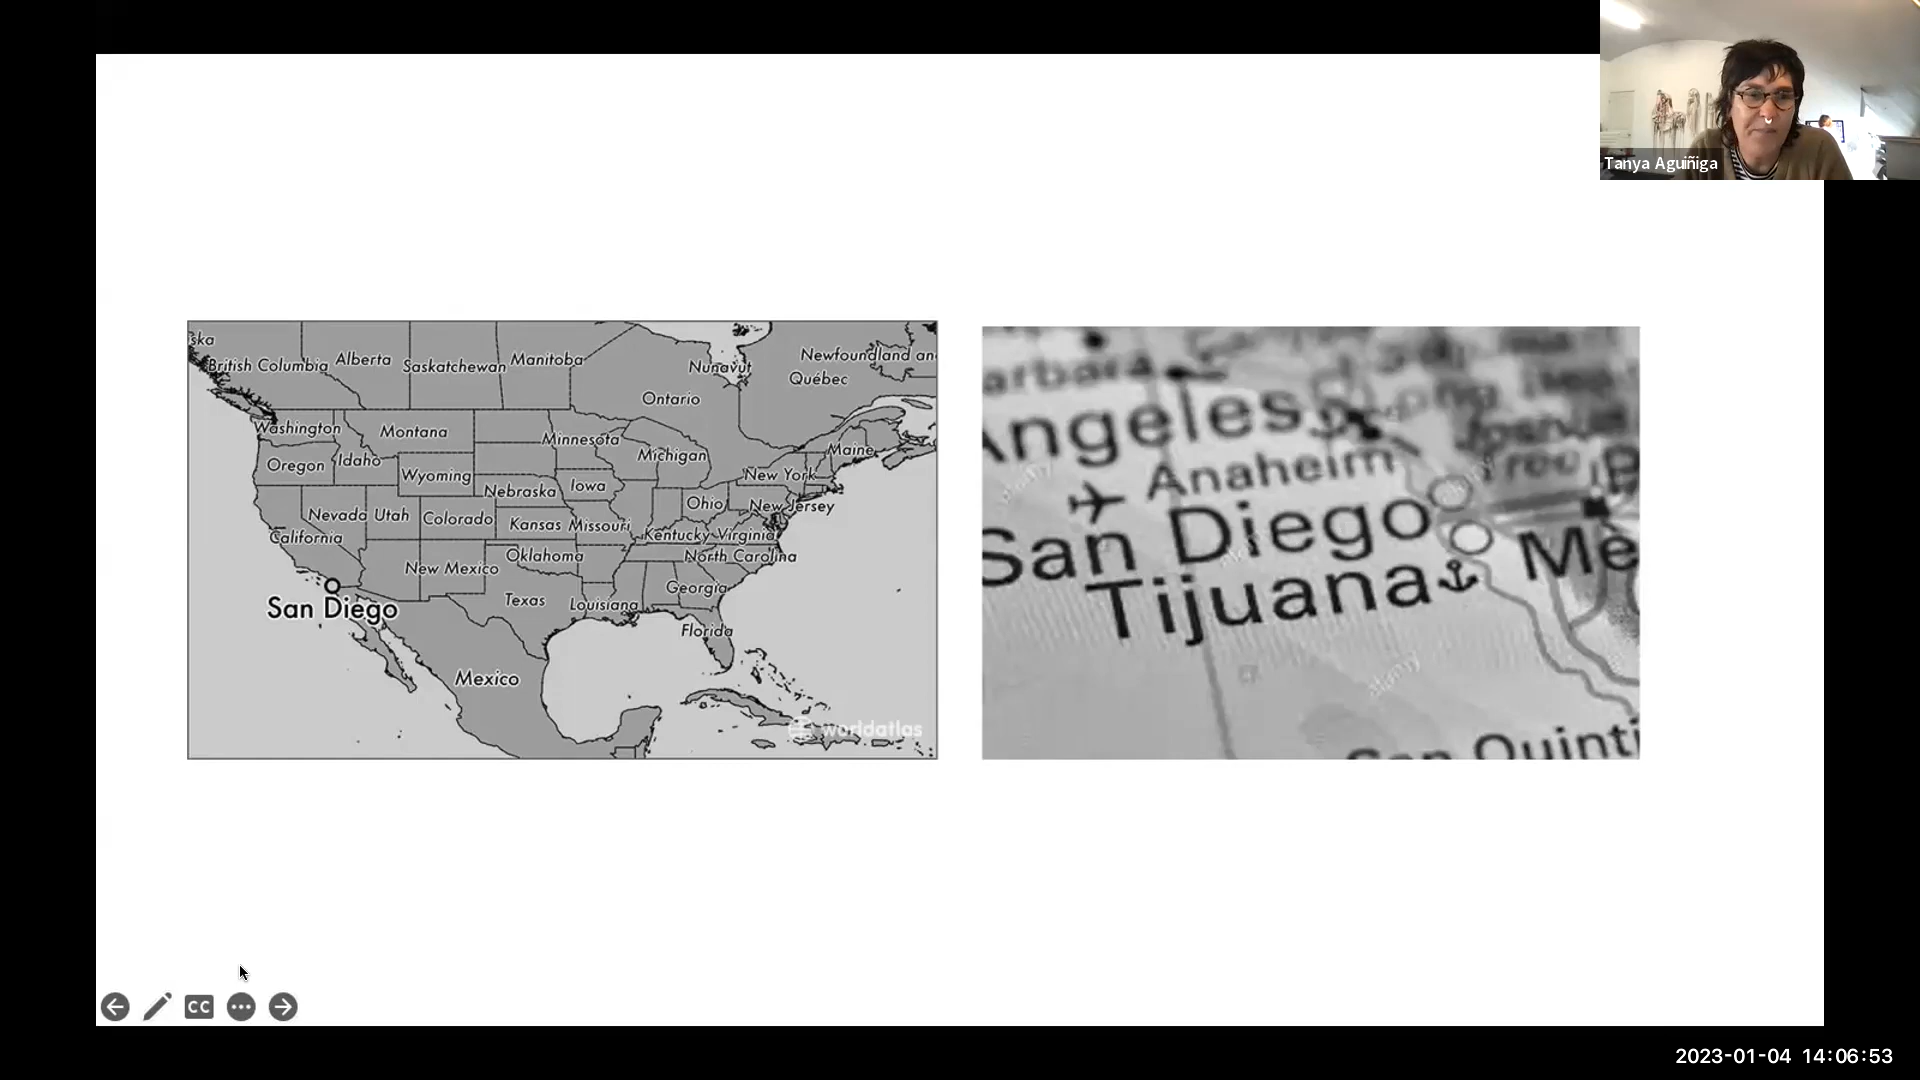 Tanya Aguiñiga
ska
British Columbia
Alberta
Saskatchewan
Manitoba
Nunavut
Newfoundland an
Québec
Ontario
Washington
Montana
Minnesota
Michigan
Maine
Oregon
Idaho
Wyoming
New York
Nebraska
Iowa
Ohio
New Jersey
Nevada
Utah
Colorado
Kansas
Missouri
Kentucky
Virginia
California
Oklahoma
North Carolina
New Mexico
Georgia
San Diego
Texas
Louisiana
Florida
Mexico
worldatlas
arbara
Angeles
Anaheim
San Diego
Tijuana
Me
San Quinti
alamy
CC
2023-01-04 14:06:53